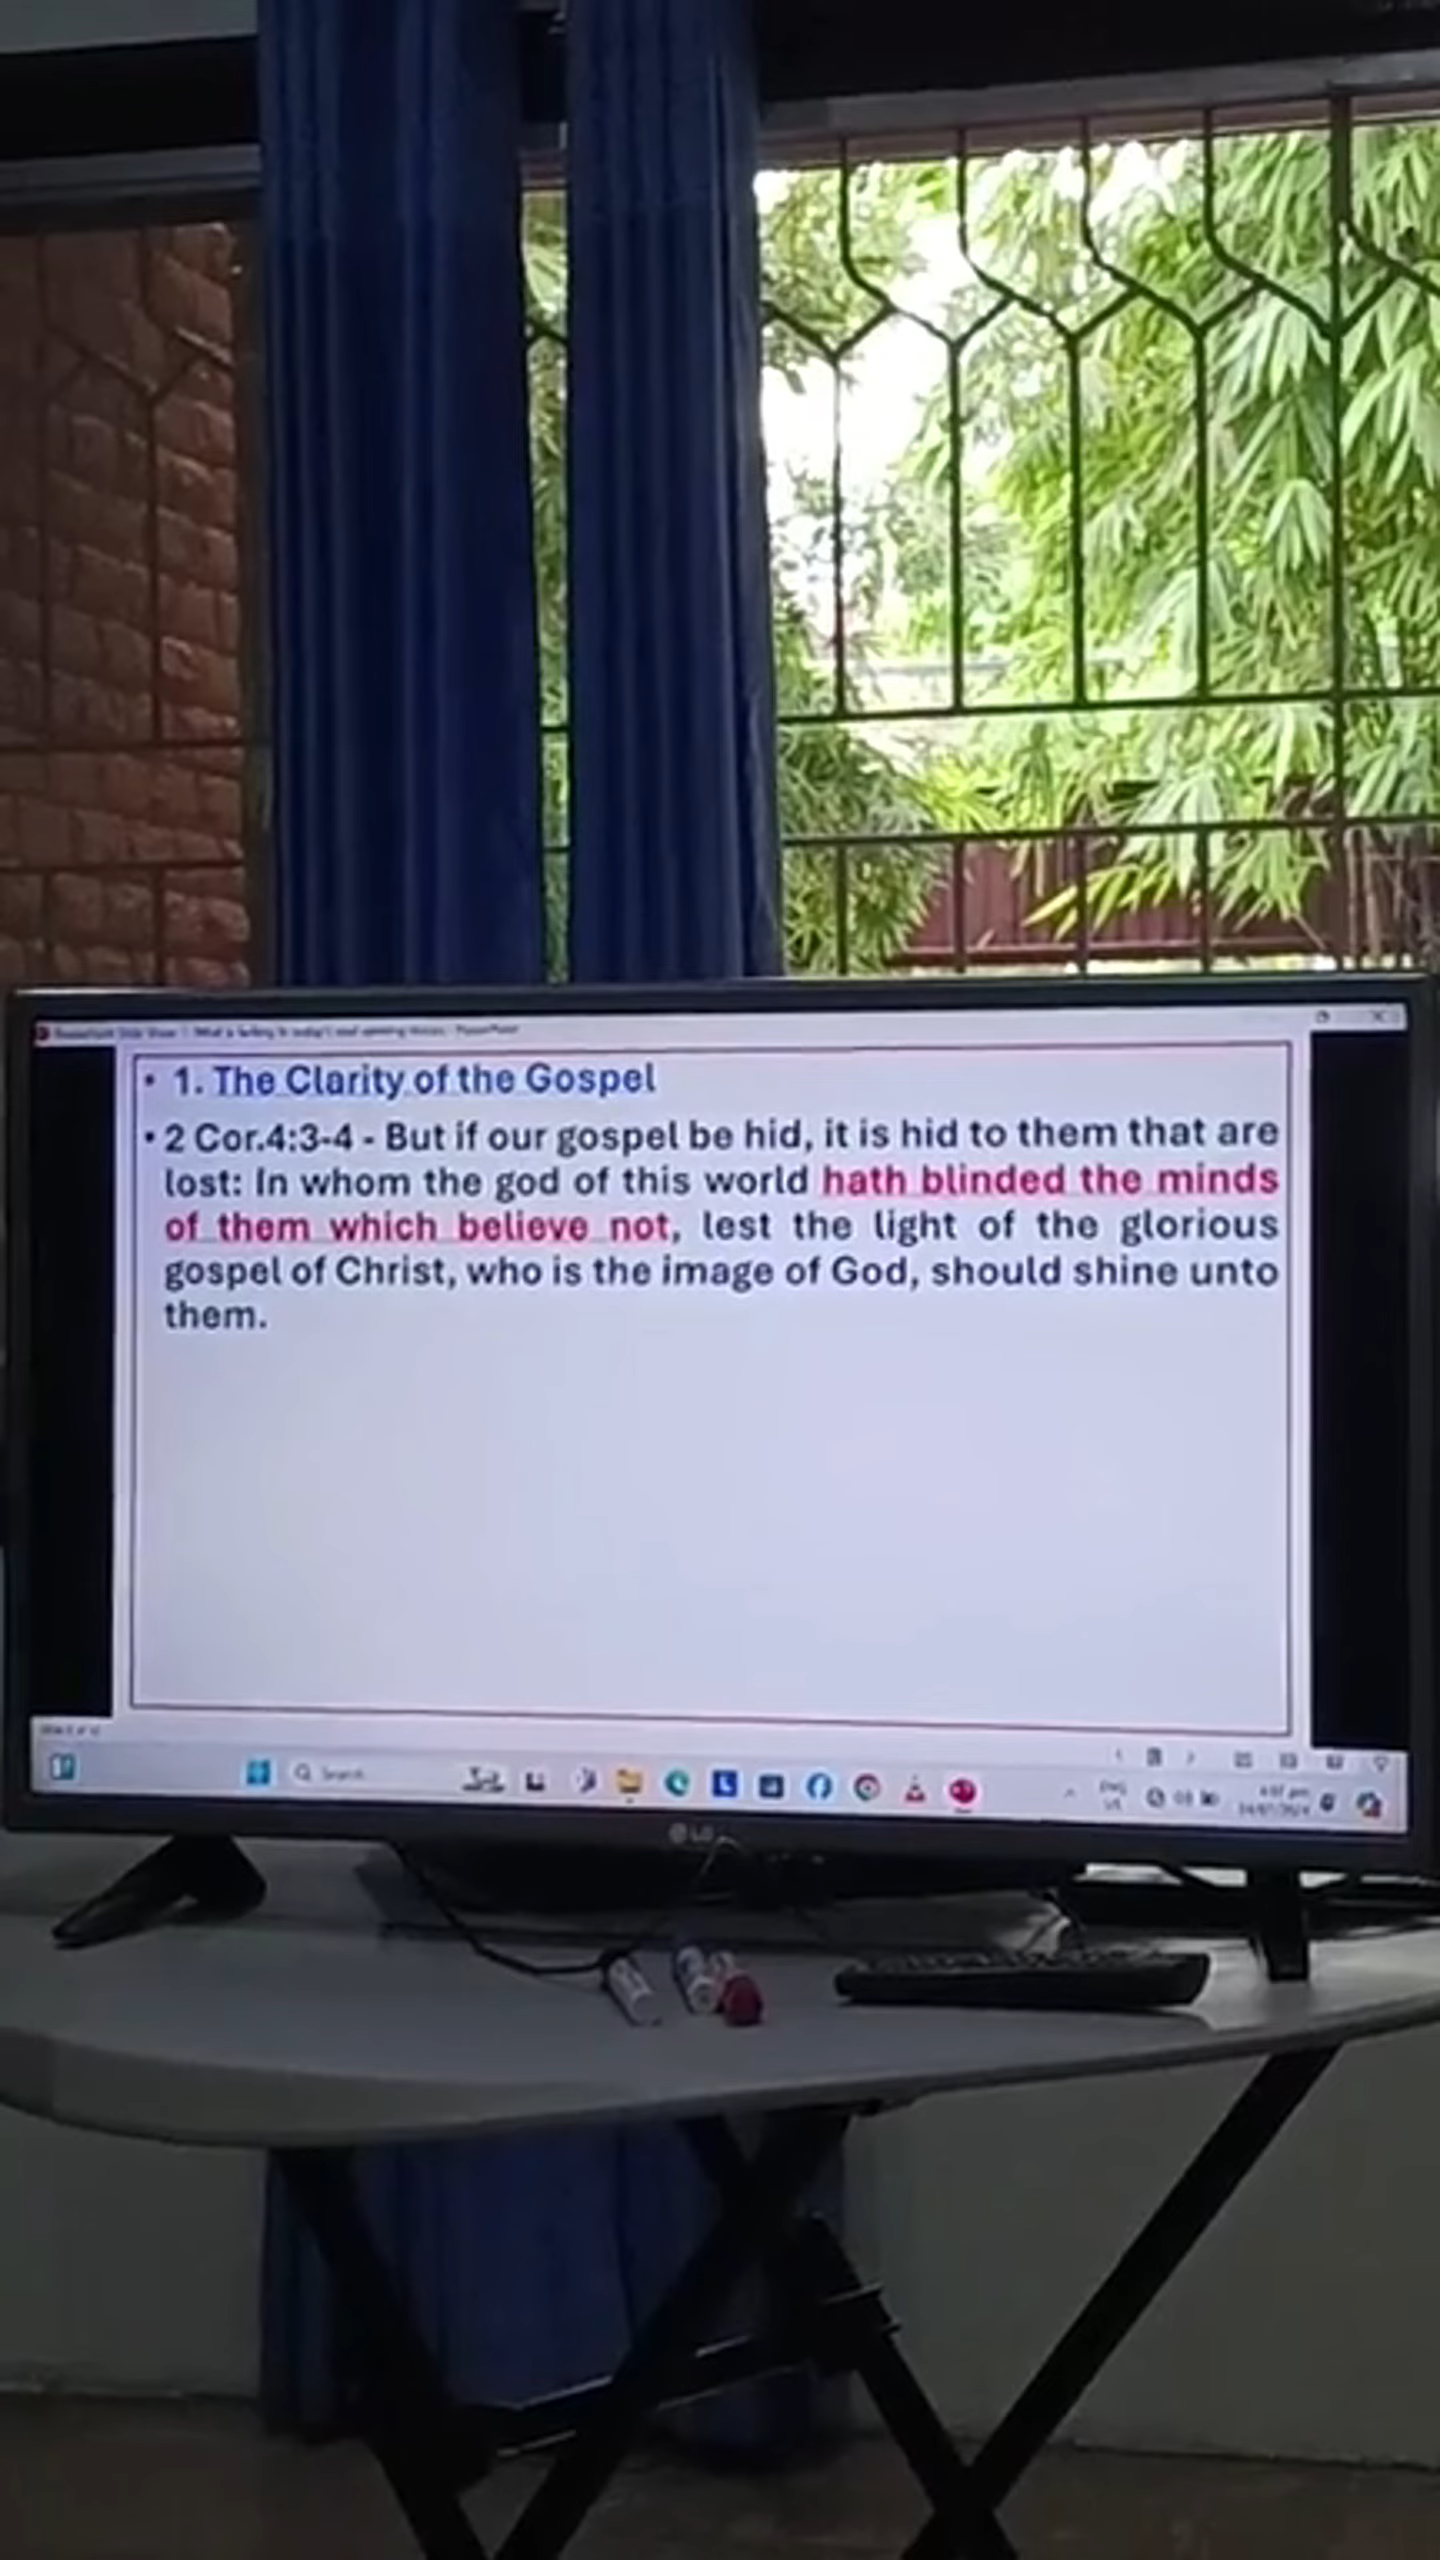 • 1. The Clarity of the Gospel
• 2 Cor.4:3-4 - But if our gospel be hid, it is hid to them that are
lost: In whom the god of this world hath blinded the minds
of them which believe not, lest the light of the glorious
gospel of Christ, who is the image of God, should shine unto
them.
Search
ENG
LG